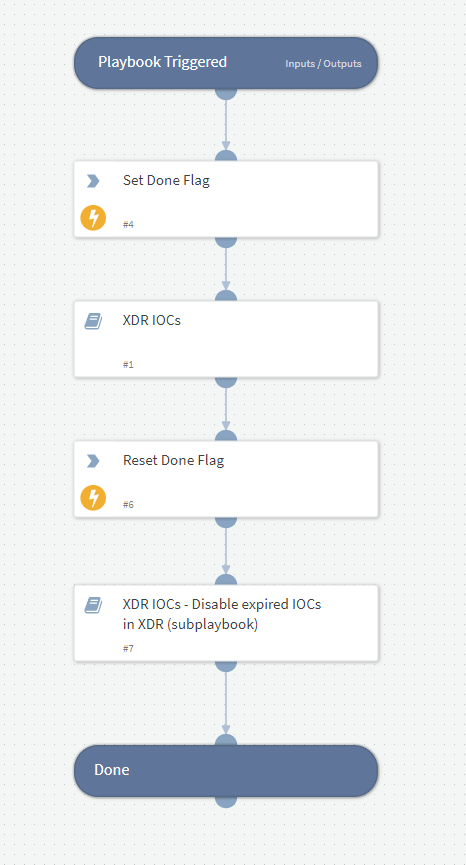 Playbook Triggered
Inputs / Outputs
Set Done Flag
#4
XDR IOCs
#1
Reset Done Flag
#6
XDR IOCs - Disable expired IOCs
in XDR (subplaybook)
#7
Done